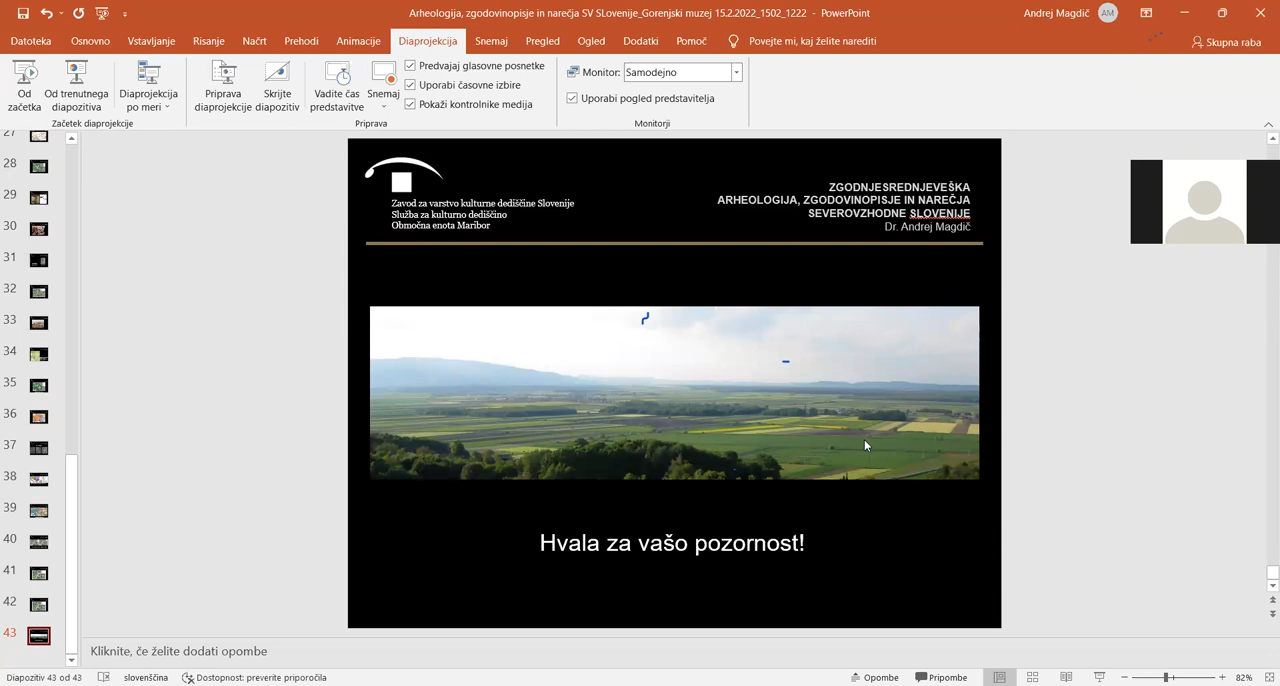 Arheologija, zgodovinopisje in narečja SV SLovenije_Gorenjski muzej 15.2.2022_1502_1222 - PowerPoint
Andrej Magdič AM
Datoteka Osnovno Vstavljanje Risanje Načrt Prehodi Animacije Diaprojekcija Snemaj Pregled Ogled Dodatki Pomoč Povejte mi, kaj želite narediti Skupna raba
Od začetka
Od trenutnega diapozitiva
Diaprojekcija po meri
Začetek diaprojekcije
Priprava diaprojekcije
Skrijte diapozitiv
Vadite čas predstavitve
Snemaj
Predvajaj glasovne posnetke
Uporabi časovne izbire
Pokaži kontrolnike medija
Priprava
Monitor: Samodejno
Uporabi pogled predstavitelja
Monitorji
27
28
29
30
31
32
33
34
35
36
37
38
39
40
41
42
43
Zavod za varstvo kulturne dediščine Slovenije
Služba za kulturno dediščino
Območna enota Maribor
ZGODNJESREDNJEVEŠKA
ARHEOLOGIJA, ZGODOVINOPISJE IN NAREČJA
SEVEROVZHODNE SLOVENIJE
Dr. Andrej Magdič
Hvala za vašo pozornost!
Kliknite, če želite dodati opombe
Diapozitiv 43 od 43 slovenščina Dostopnost: preverite priporočila Opombe Pripombe 82%